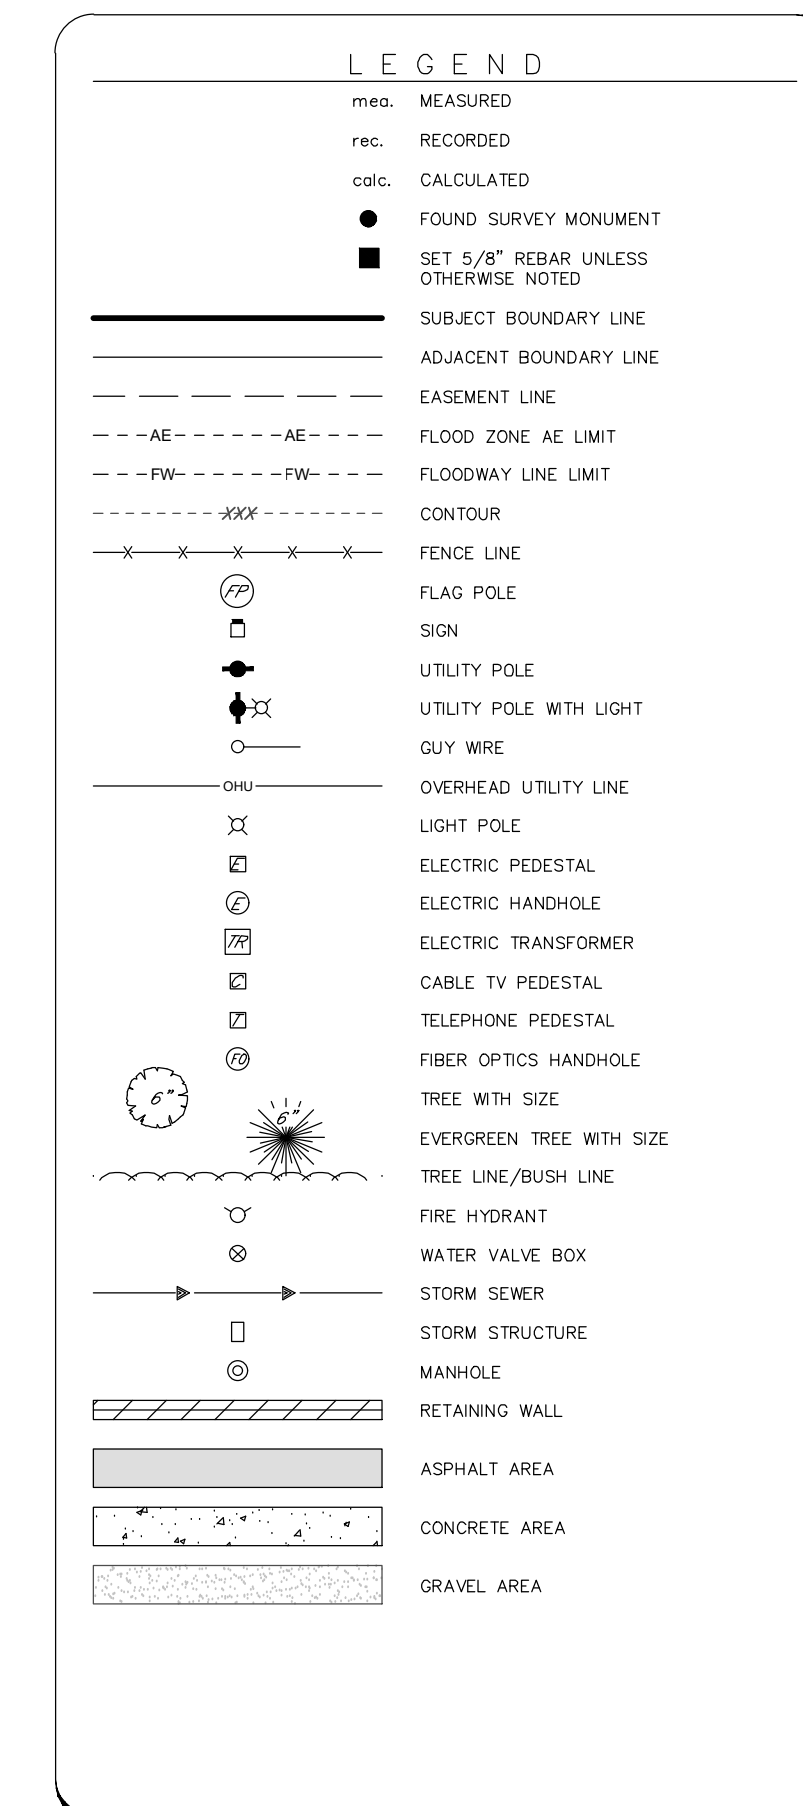 LEGEND
mea. MEASURED
rec. RECORDED
calc. CALCULATED
FOUND SURVEY MONUMENT
SET 5/8" REBAR UNLESS
OTHERWISE NOTED
SUBJECT BOUNDARY LINE
ADJACENT BOUNDARY LINE
EASEMENT LINE
AE AE FLOOD ZONE AE LIMIT
FW FW FLOODWAY LINE LIMIT
XXX CONTOUR
X X X X X FENCE LINE
FP FLAG POLE
SIGN
UTILITY POLE
UTILITY POLE WITH LIGHT
GUY WIRE
OHU OVERHEAD UTILITY LINE
LIGHT POLE
E ELECTRIC PEDESTAL
E ELECTRIC HANDHOLE
TR ELECTRIC TRANSFORMER
C CABLE TV PEDESTAL
T TELEPHONE PEDESTAL
FO FIBER OPTICS HANDHOLE
6" TREE WITH SIZE
6" EVERGREEN TREE WITH SIZE
TREE LINE/BUSH LINE
FIRE HYDRANT
WATER VALVE BOX
STORM SEWER
STORM STRUCTURE
MANHOLE
RETAINING WALL
ASPHALT AREA
CONCRETE AREA
GRAVEL AREA